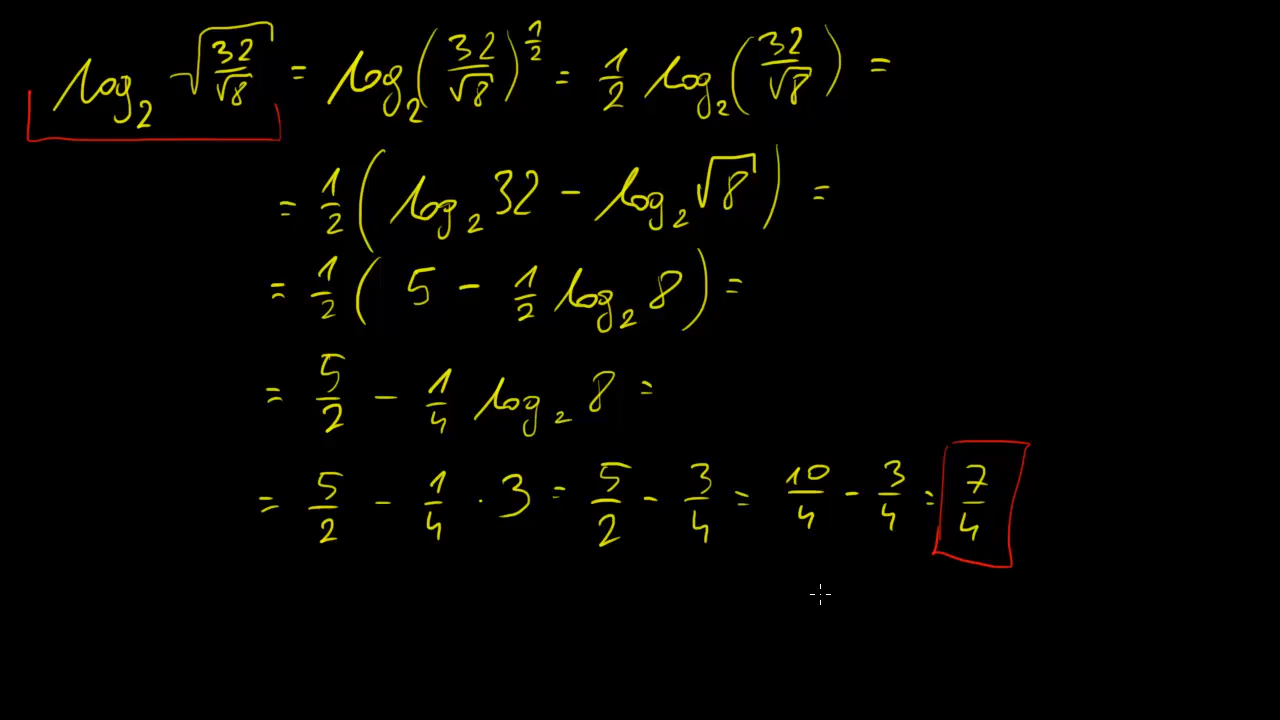 log₂ √(32/√8) = log₂(32/√8)^(1/2) = 1/2 log₂(32/√8) =
= 1/2 (log₂ 32 - log₂ √8) =
= 1/2 (5 - 1/2 log₂ 8) =
= 5/2 - 1/4 log₂ 8 =
= 5/2 - 1/4 · 3 = 5/2 - 3/4 = 10/4 - 3/4 = 7/4